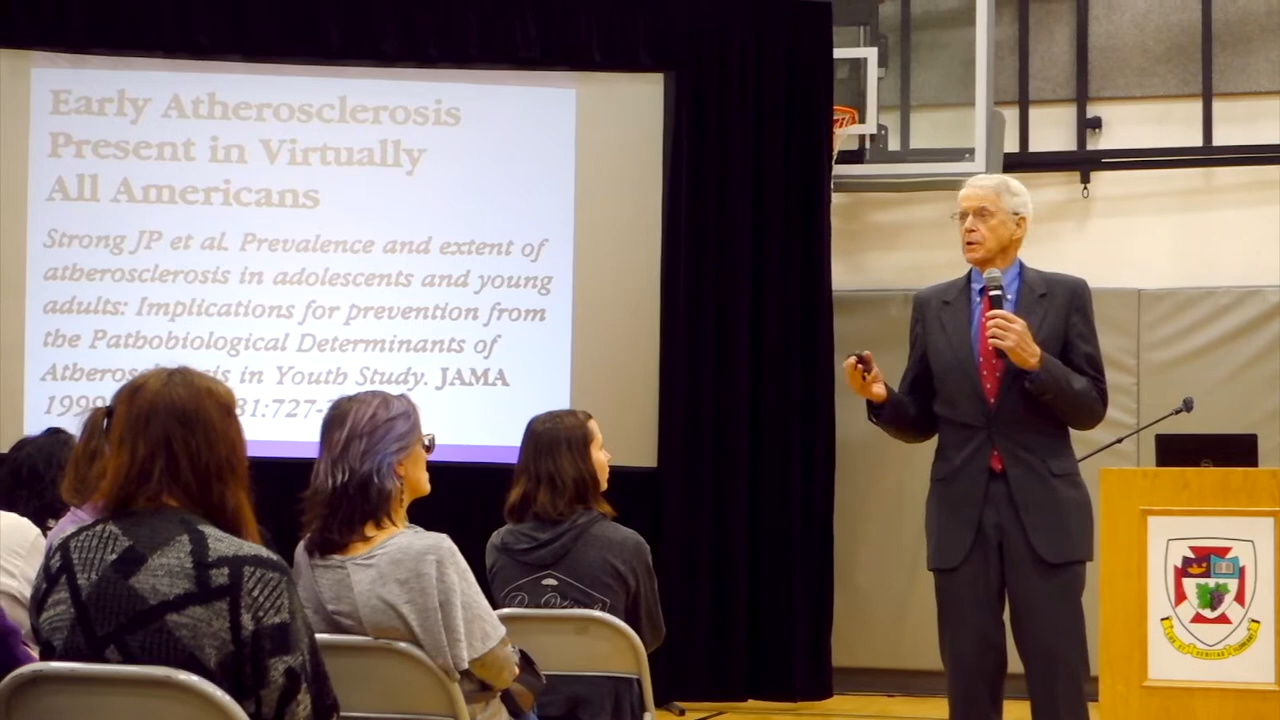 Early Atherosclerosis
Present in Virtually
All Americans
Strong JP et al. Prevalence and extent of
atherosclerosis in adolescents and young
adults: Implications for prevention from
the Pathobiological Determinants of
in Youth Study. JAMA